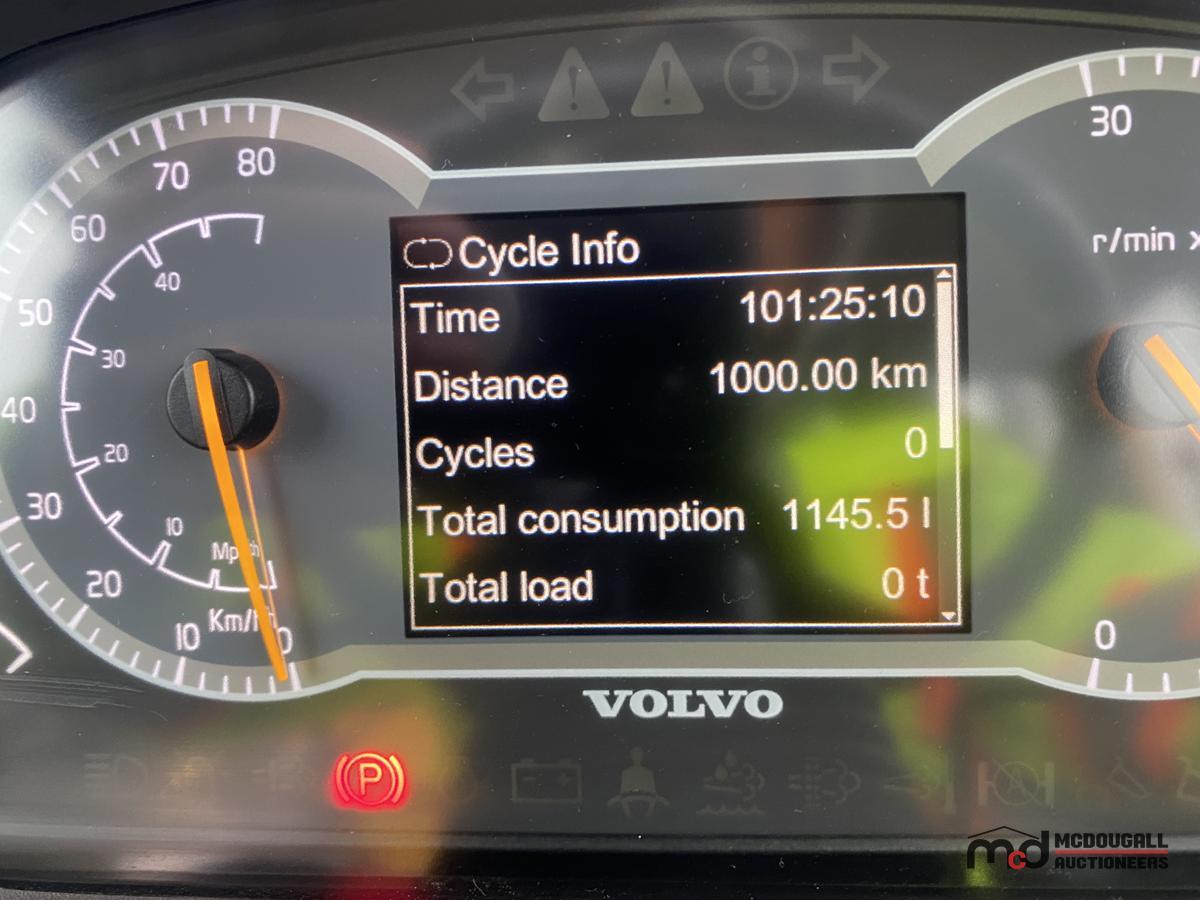 Cycle Info
Time 101:25:10
Distance 1000.00 km
Cycles 0
Total consumption 1145.5 l
Total load 0 t
80
70
60
50
40
30
20
10
0
Km/h
40
30
20
10
Mph
30
r/min x
0
VOLVO
P
mcd MCDOUGALL
AUCTIONEERS